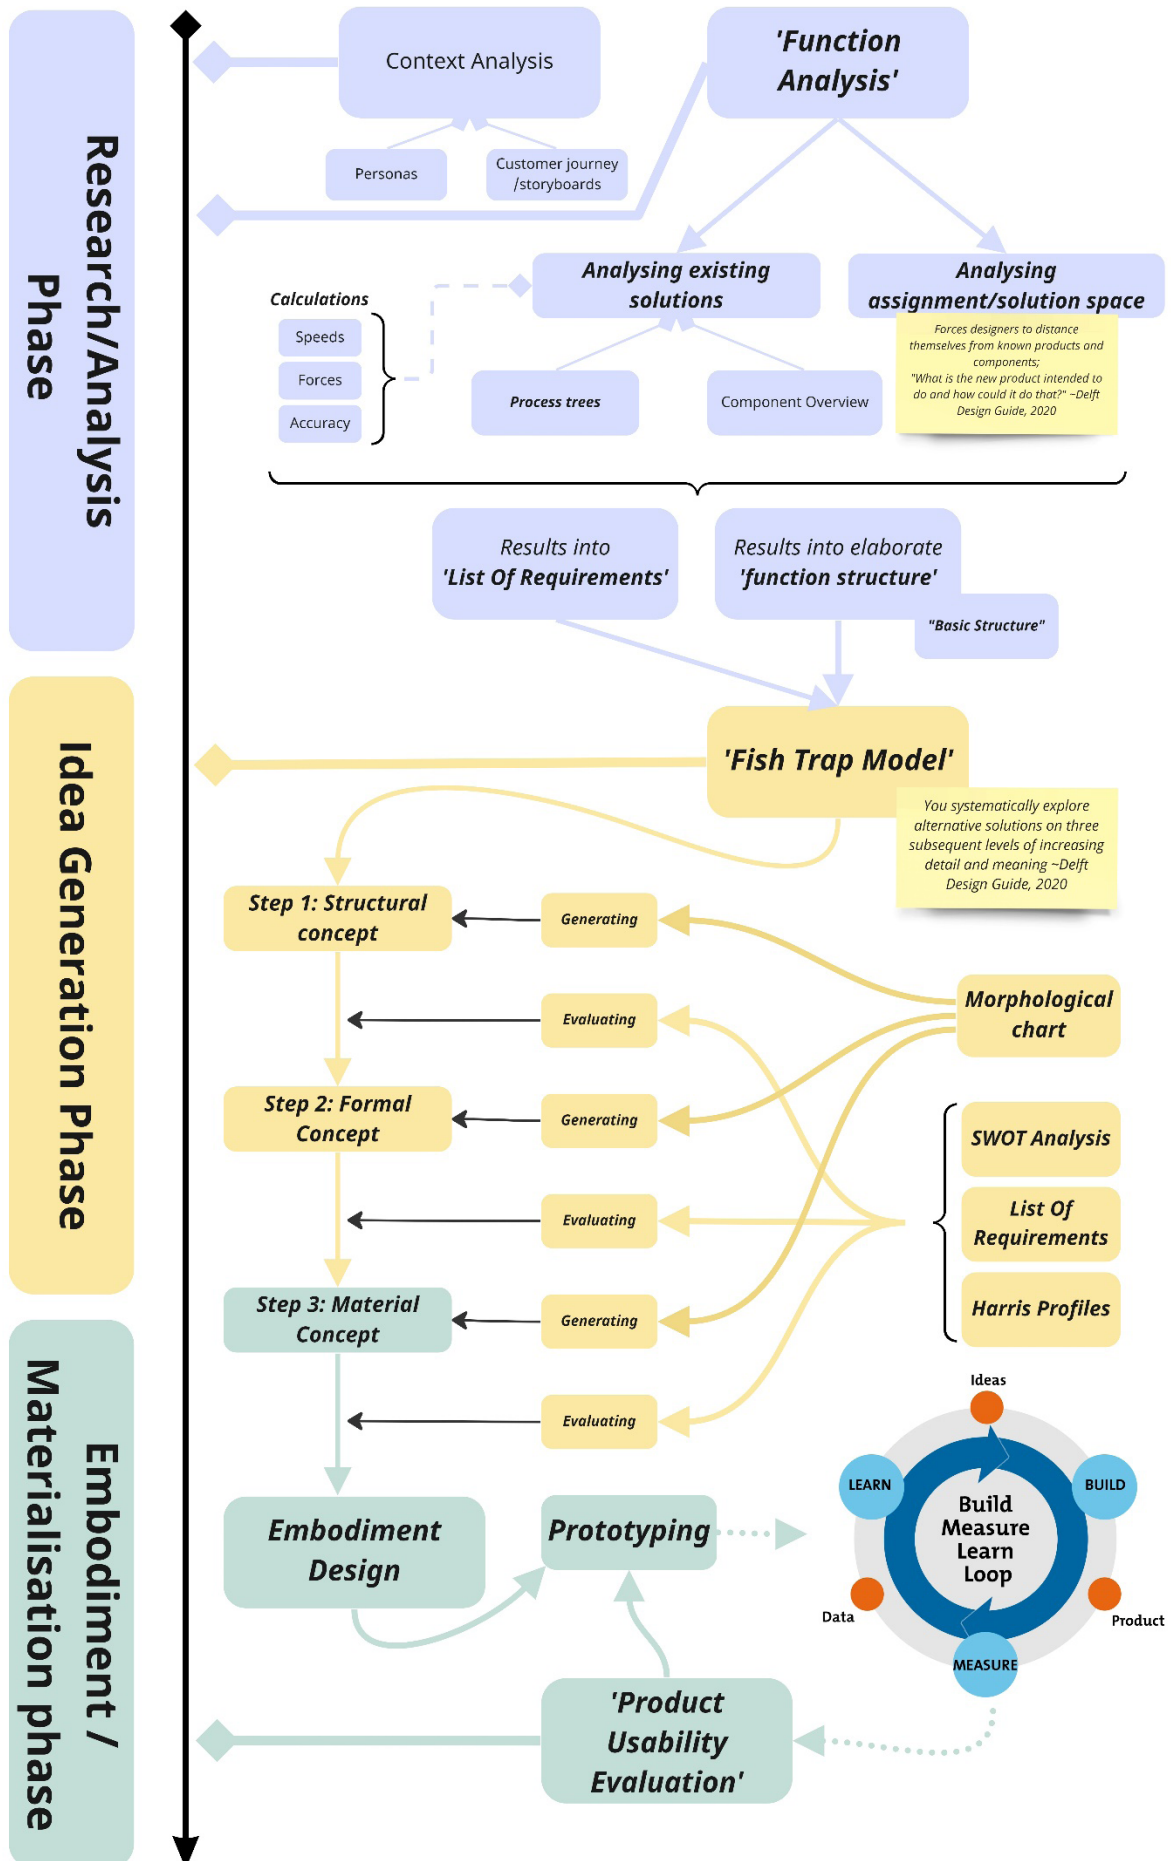 Research/Analysis
Phase
Context Analysis
Personas
Customer journey
/storyboards
'Function
Analysis'
Analysing existing
solutions
Analysing
assignment/solution space
Forces designers to distance
themselves from known products and
components;
"What is the new product intended to
do and how could it do that?" ~Delft
Design Guide, 2020
Calculations
Speeds
Forces
Accuracy
Process trees
Component Overview
Results into
'List Of Requirements'
Results into elaborate
'function structure'
"Basic Structure"
Idea Generation Phase
'Fish Trap Model'
You systematically explore
alternative solutions on three
subsequent levels of increasing
detail and meaning ~Delft
Design Guide, 2020
Step 1: Structural
concept
Generating
Evaluating
Morphological
chart
Step 2: Formal
Concept
Generating
Evaluating
SWOT Analysis
List Of
Requirements
Harris Profiles
Step 3: Material
Concept
Generating
Evaluating
Embodiment /
Materialisation phase
Embodiment
Design
Prototyping
'Product
Usability
Evaluation'
Ideas
LEARN
BUILD
Build
Measure
Learn
Loop
Data
Product
MEASURE